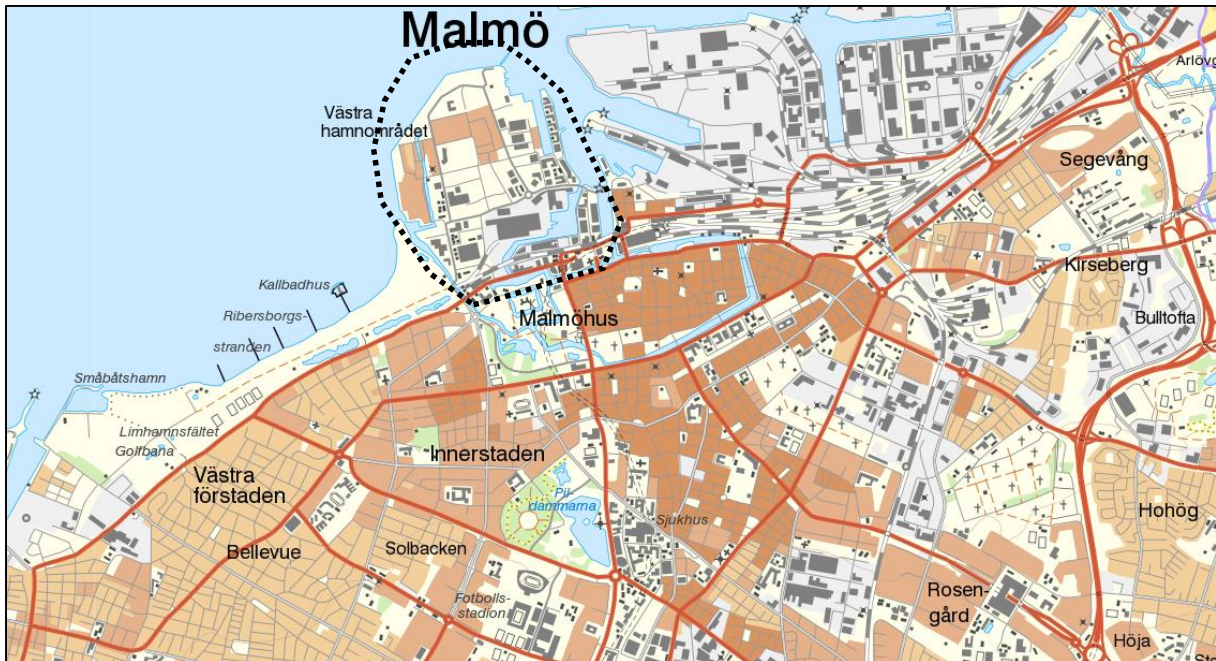 Malmö
Arlövg
Västra
hamnområdet
Segevång
Kirseberg
Kallbadhus
Ribersborgs-
Malmöhus
Bulltofta
stranden
Småbåtshamn
Limhamnsfältet
Golfbana
Innerstaden
Västra
förstaden
Pil-
dammarna
Hohög
Sjukhus
Bellevue
Solbacken
Rosen-
gård
Fotbolls-
stadion
Höja